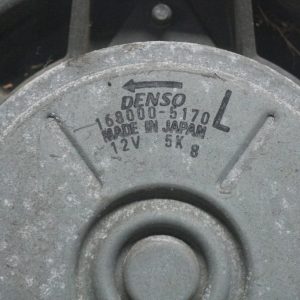 DENSO
168000-5170 L
MADE IN JAPAN
12V 5K 8